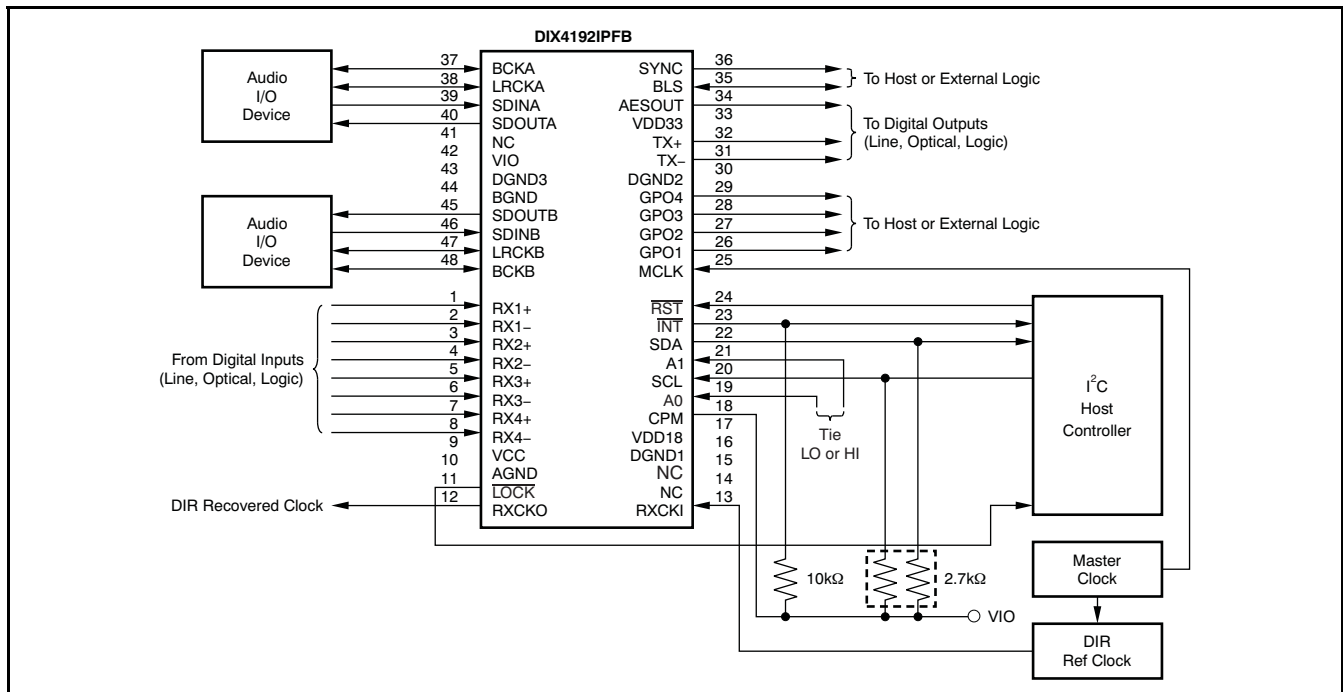 DIX4192IPFB
Audio
I/O
Device
37 BCKA
38 LRCKA
39 SDINA
40 SDOUTA
41 NC
42 VIO
43 DGND3
44 BGND
Audio
I/O
Device
45 SDOUTB
46 SDINB
47 LRCKB
48 BCKB
From Digital Inputs
(Line, Optical, Logic)
1 RX1+
2 RX1−
3 RX2+
4 RX2−
5 RX3+
6 RX3−
7 RX4+
8 RX4−
9 VCC
10 AGND
11 LOCK
12 RXCKO
DIR Recovered Clock
SYNC 36
BLS 35
To Host or External Logic
AESOUT 34
VDD33 33
TX+ 32
TX− 31
To Digital Outputs
(Line, Optical, Logic)
DGND2 30
GPO4 29
GPO3 28
GPO2 27
GPO1 26
To Host or External Logic
MCLK 25
RST 24
INT 23
SDA 22
A1 21
SCL 20
A0 19
CPM 18
VDD18 17
DGND1 16
NC 15
NC 14
RXCKI 13
Tie
LO or HI
I²C
Host
Controller
10kΩ
2.7kΩ
VIO
Master
Clock
DIR
Ref Clock